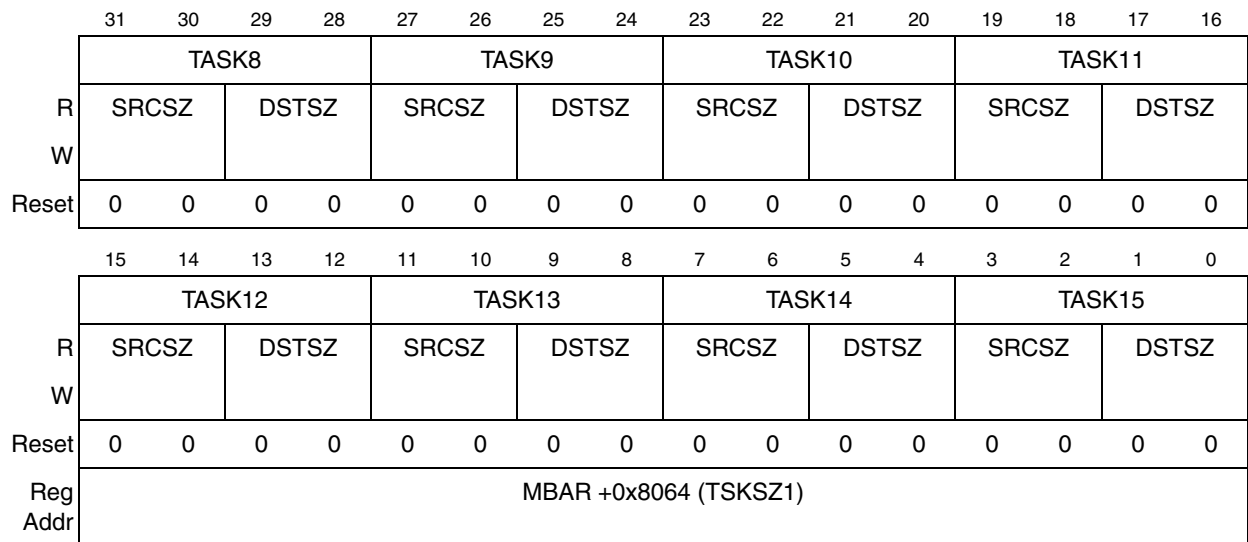 31 30 29 28 27 26 25 24 23 22 21 20 19 18 17 16
TASK8 TASK9 TASK10 TASK11
R SRCSZ DSTSZ SRCSZ DSTSZ SRCSZ DSTSZ SRCSZ DSTSZ
W
Reset 0 0 0 0 0 0 0 0 0 0 0 0 0 0 0 0
15 14 13 12 11 10 9 8 7 6 5 4 3 2 1 0
TASK12 TASK13 TASK14 TASK15
R SRCSZ DSTSZ SRCSZ DSTSZ SRCSZ DSTSZ SRCSZ DSTSZ
W
Reset 0 0 0 0 0 0 0 0 0 0 0 0 0 0 0 0
Reg MBAR +0x8064 (TSKSZ1)
Addr